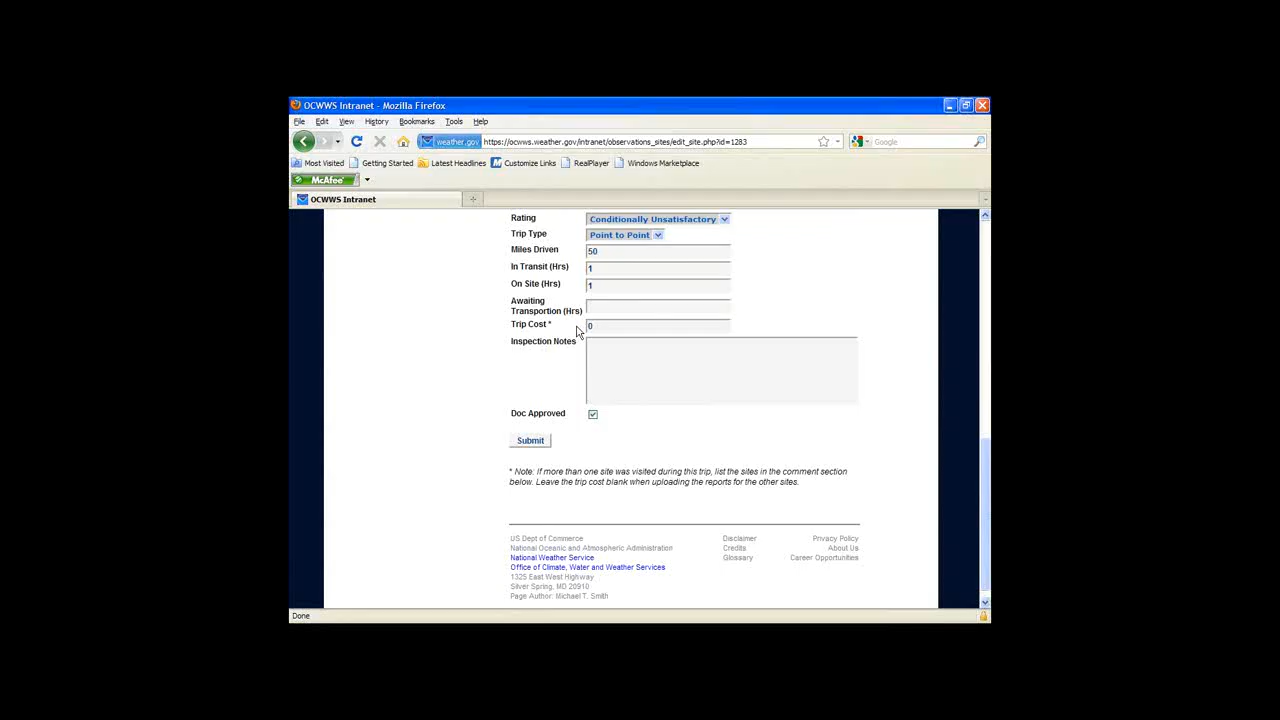 OCWWS Intranet - Mozilla Firefox
File Edit View History Bookmarks Tools Help
weather.gov https://ocwws.weather.gov/intranet/observations_sites/edit_site.php?id=1283 Google
Most Visited Getting Started Latest Headlines Customize Links RealPlayer Windows Marketplace
McAfee
OCWWS Intranet
Rating Conditionally Unsatisfactory
Trip Type Point to Point
Miles Driven 50
In Transit (Hrs) 1
On Site (Hrs) 1
Awaiting
Transportion (Hrs)
Trip Cost * 0
Inspection Notes
Doc Approved
Submit
* Note: If more than one site was visited during this trip, list the sites in the comment section
below. Leave the trip cost blank when uploading the reports for the other sites.
US Dept of Commerce Disclaimer Privacy Policy
National Oceanic and Atmospheric Administration Credits About Us
National Weather Service Glossary Career Opportunities
Office of Climate, Water and Weather Services
1325 East West Highway
Silver Spring, MD 20910
Page Author: Michael T. Smith
Done